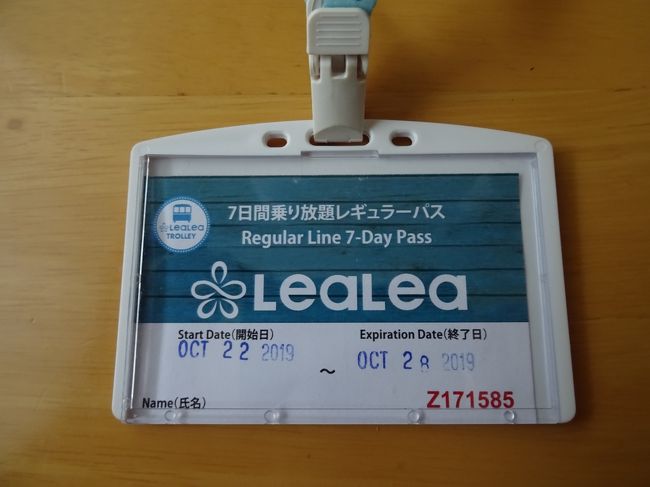 7日間乗り放題レギュラーパス
LeaLea
TROLLEY
Regular Line 7-Day Pass
LeaLea
Start Date(開始日)
Expiration Date(終了日)
OCT 22 2019
~
OCT 28 2019
Name(氏名)
Z171585